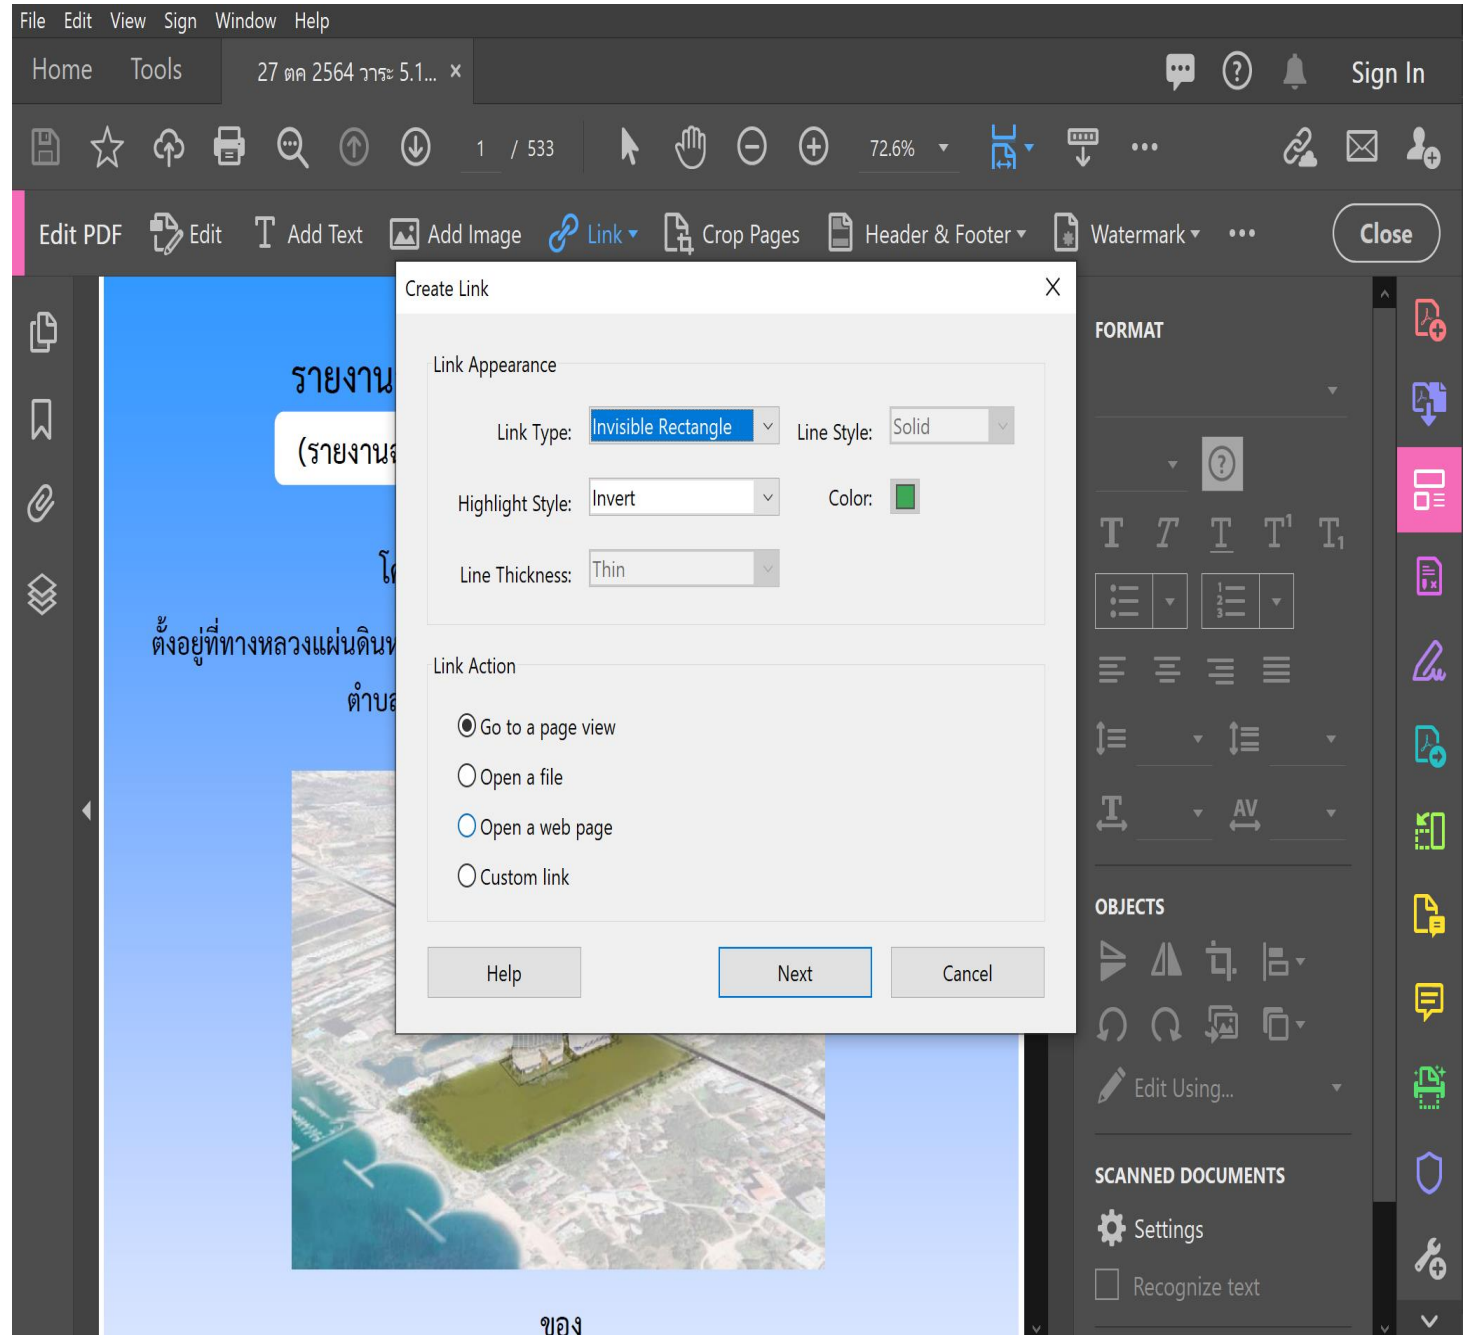 File Edit View Sign Window Help
Home Tools 27 ตค 2564 วาระ 5.1... × Sign In
1 / 533 72.6%
Edit PDF Edit Add Text Add Image Link Crop Pages Header & Footer Watermark Close
Create Link X
FORMAT
Link Appearance
รายงาน
Link Type: Invisible Rectangle Line Style: Solid
(รายงาน
Highlight Style: Invert Color:
Line Thickness: Thin
ตั้งอยู่ที่ทางหลวงแผ่นดิน
Link Action
Go to a page view
Open a file
Open a web page
Custom link
OBJECTS
Help Next Cancel
Edit Using...
SCANNED DOCUMENTS
Settings
Recognize text
ของ